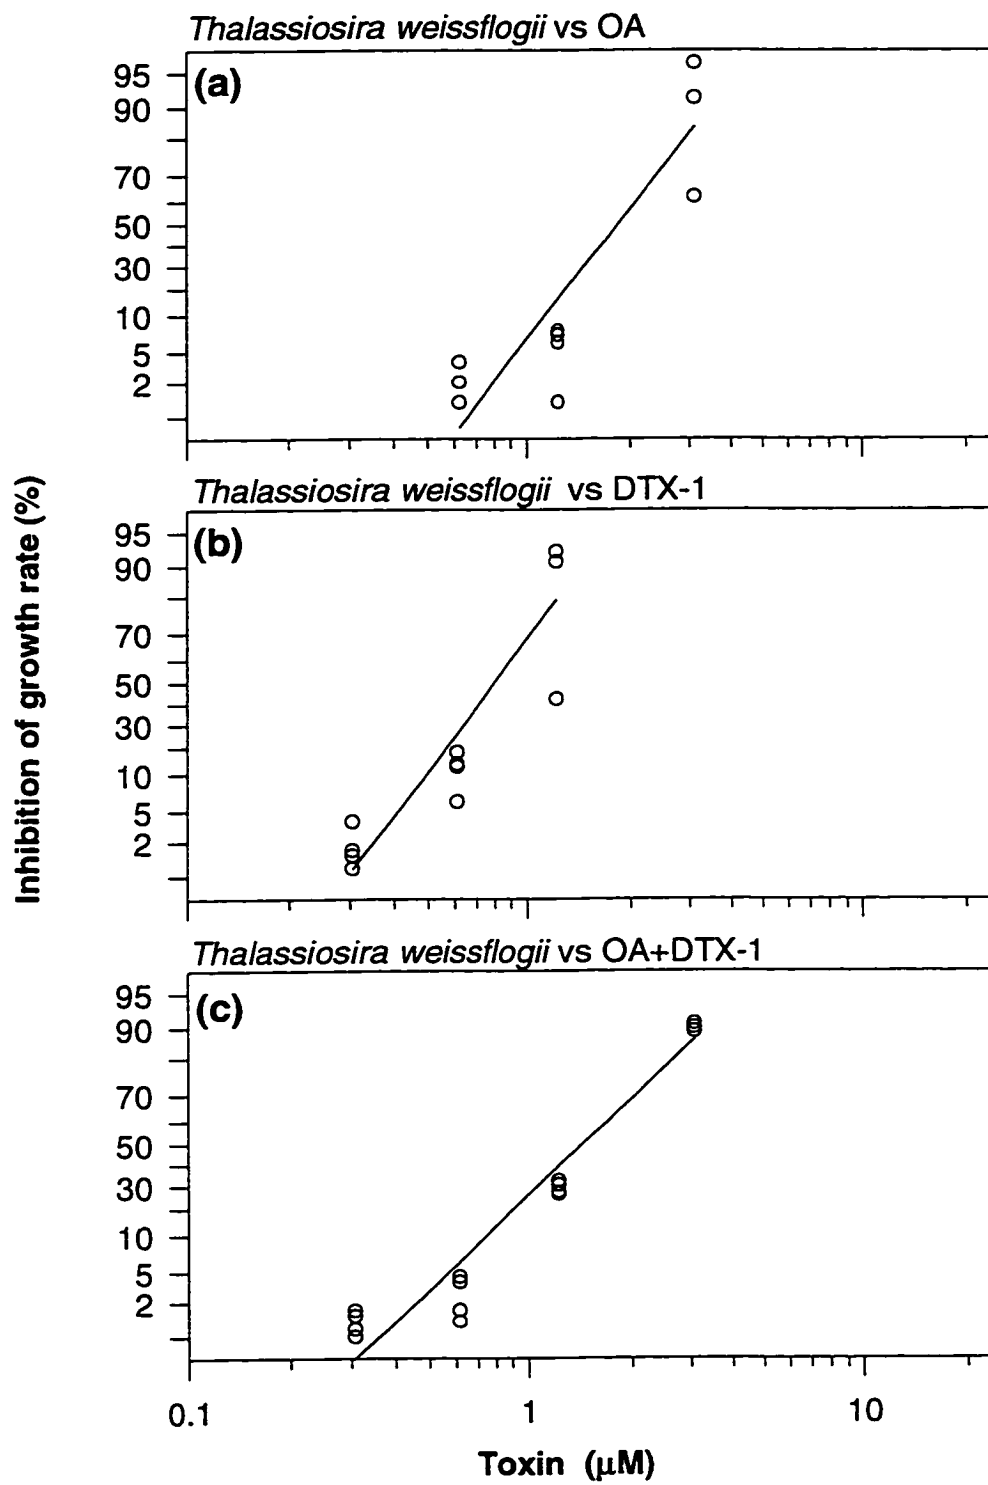 Thalassiosira weissflogii vs OA
(a)
95
90
70
50
30
10
5
2
Thalassiosira weissflogii vs DTX-1
(b)
95
90
70
50
30
10
5
2
Inhibition of growth rate (%)
Thalassiosira weissflogii vs OA+DTX-1
(c)
95
90
70
50
30
10
5
2
0.1 1 10
Toxin (μM)